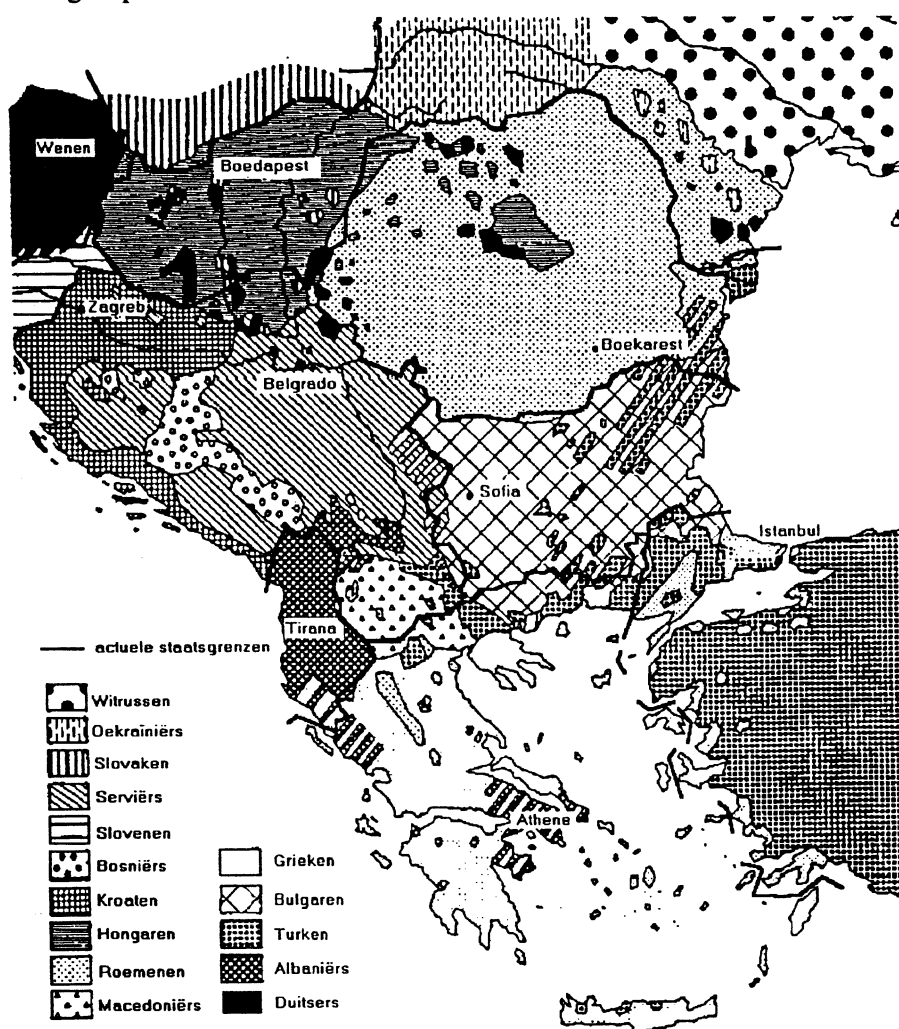 Wenen
Boedapest
Zagreb
Boekarest
Belgrado
Sofia
Istanbul
Tirana
Athene
actuele staatsgrenzen
Witrussen
Oekraïniërs
Slovaken
Serviërs
Slovenen
Bosniërs
Kroaten
Hongaren
Roemenen
Macedoniërs
Grieken
Bulgaren
Turken
Albaniërs
Duitsers